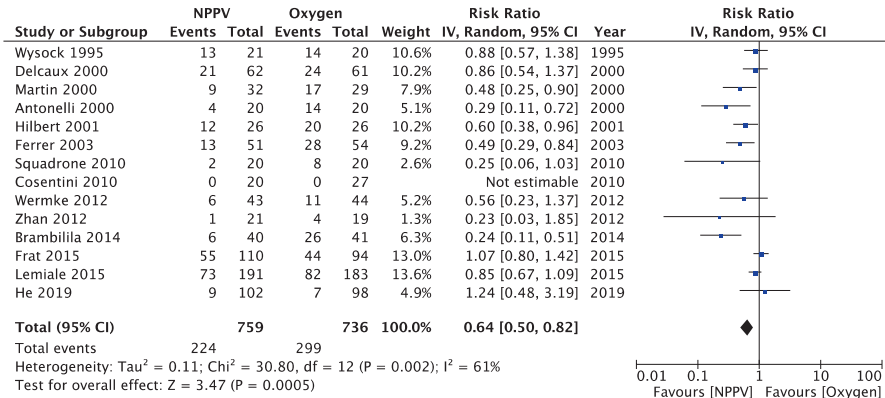 NPPV Oxygen Risk Ratio Risk Ratio
Study or Subgroup Events Total Events Total Weight IV, Random, 95% CI Year IV, Random, 95% CI
Wysock 1995 13 21 14 20 10.6% 0.88 [0.57, 1.38] 1995
Delcaux 2000 21 62 24 61 10.2% 0.86 [0.54, 1.37] 2000
Martin 2000 9 32 17 29 7.9% 0.48 [0.25, 0.90] 2000
Antonelli 2000 4 20 14 20 5.1% 0.29 [0.11, 0.72] 2000
Hilbert 2001 12 26 20 26 10.2% 0.60 [0.38, 0.96] 2001
Ferrer 2003 13 51 28 54 9.2% 0.49 [0.29, 0.84] 2003
Squadrone 2010 2 20 8 20 2.6% 0.25 [0.06, 1.03] 2010
Cosentini 2010 0 20 0 27 Not estimable 2010
Wermke 2012 6 43 11 44 5.2% 0.56 [0.23, 1.37] 2012
Zhan 2012 1 21 4 19 1.3% 0.23 [0.03, 1.85] 2012
Brambilila 2014 6 40 26 41 6.3% 0.24 [0.11, 0.51] 2014
Frat 2015 55 110 44 94 13.0% 1.07 [0.80, 1.42] 2015
Lemiale 2015 73 191 82 183 13.6% 0.85 [0.67, 1.09] 2015
He 2019 9 102 7 98 4.9% 1.24 [0.48, 3.19] 2019
Total (95% CI) 759 736 100.0% 0.64 [0.50, 0.82]
Total events 224 299
Heterogeneity: Tau² = 0.11; Chi² = 30.80, df = 12 (P = 0.002); I² = 61%
Test for overall effect: Z = 3.47 (P = 0.0005)
0.01 0.1 1 10 100
Favours [NPPV] Favours [Oxygen]